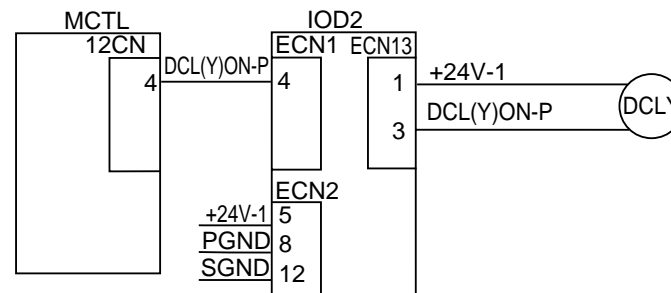 MCTL
IOD2
12CN
ECN1
ECN13
4
DCL(Y)ON-P
4
1
+24V-1
3
DCL(Y)ON-P
DCLY
ECN2
+24V-1
5
PGND
8
SGND
12